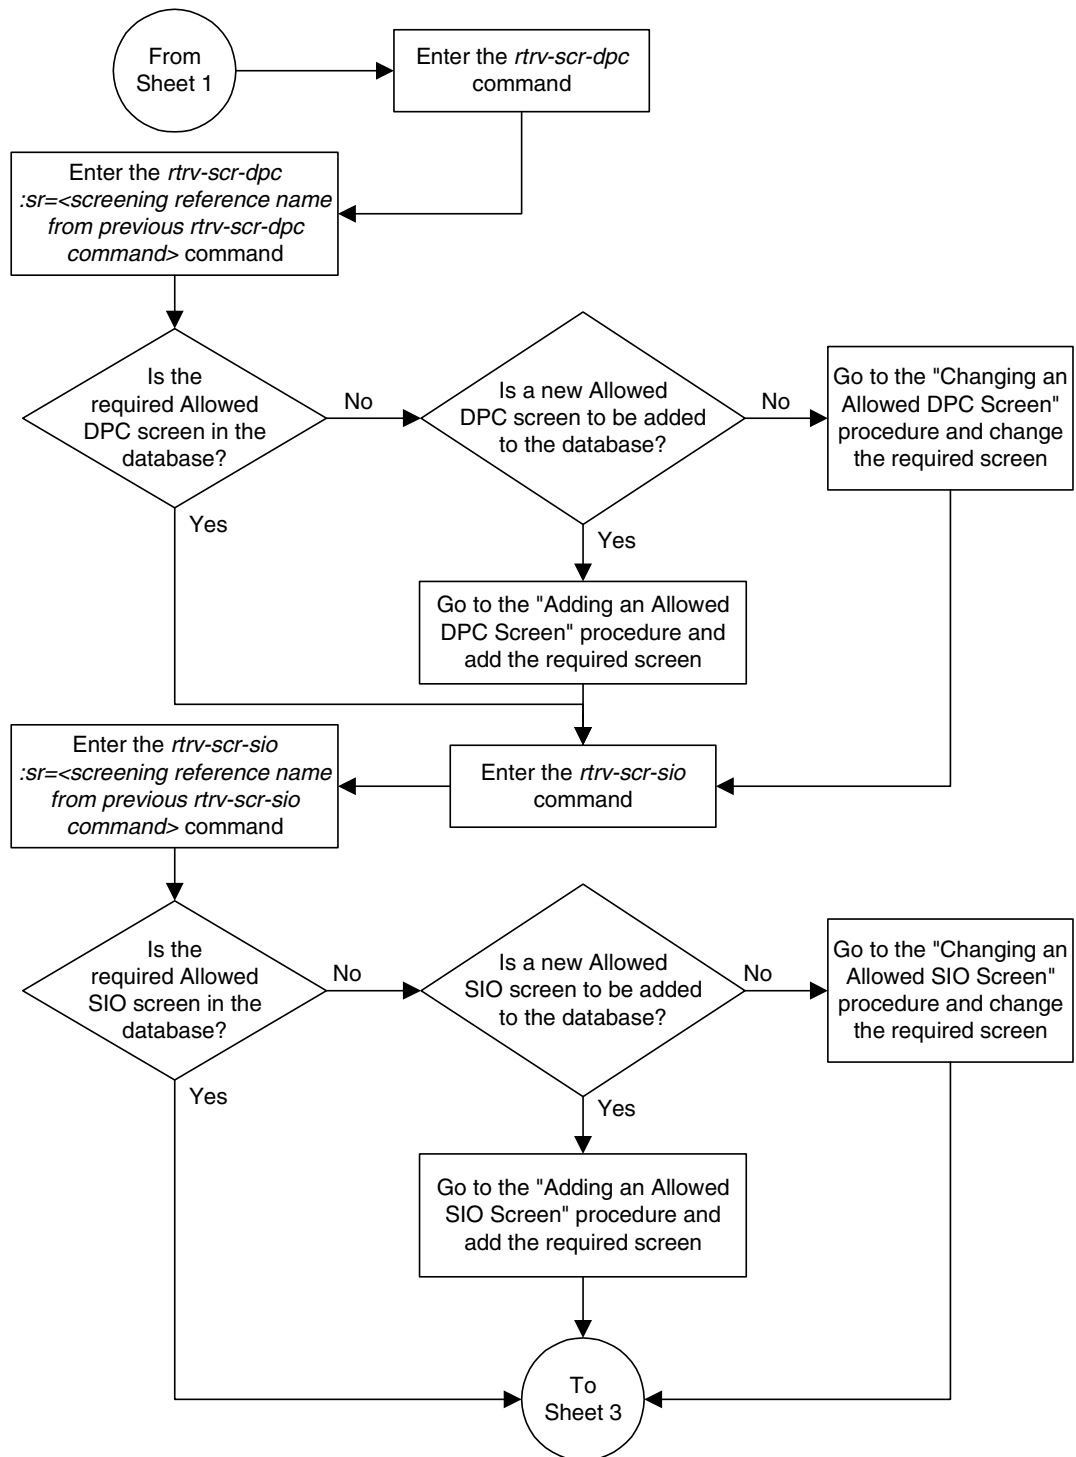 From
Sheet 1
Enter the rtrv-scr-dpc
command
Enter the rtrv-scr-dpc
:sr=<screening reference name
from previous rtrv-scr-dpc
command> command
Is the
required Allowed
DPC screen in the
database?
No
Is a new Allowed
DPC screen to be added
to the database?
No
Go to the "Changing an
Allowed DPC Screen"
procedure and change
the required screen
Yes
Yes
Go to the "Adding an Allowed
DPC Screen" procedure and
add the required screen
Enter the rtrv-scr-sio
command
Enter the rtrv-scr-sio
:sr=<screening reference name
from previous rtrv-scr-sio
command> command
Is the
required Allowed
SIO screen in the
database?
No
Is a new Allowed
SIO screen to be added
to the database?
No
Go to the "Changing an
Allowed SIO Screen"
procedure and change
the required screen
Yes
Yes
Go to the "Adding an Allowed
SIO Screen" procedure and
add the required screen
To
Sheet 3